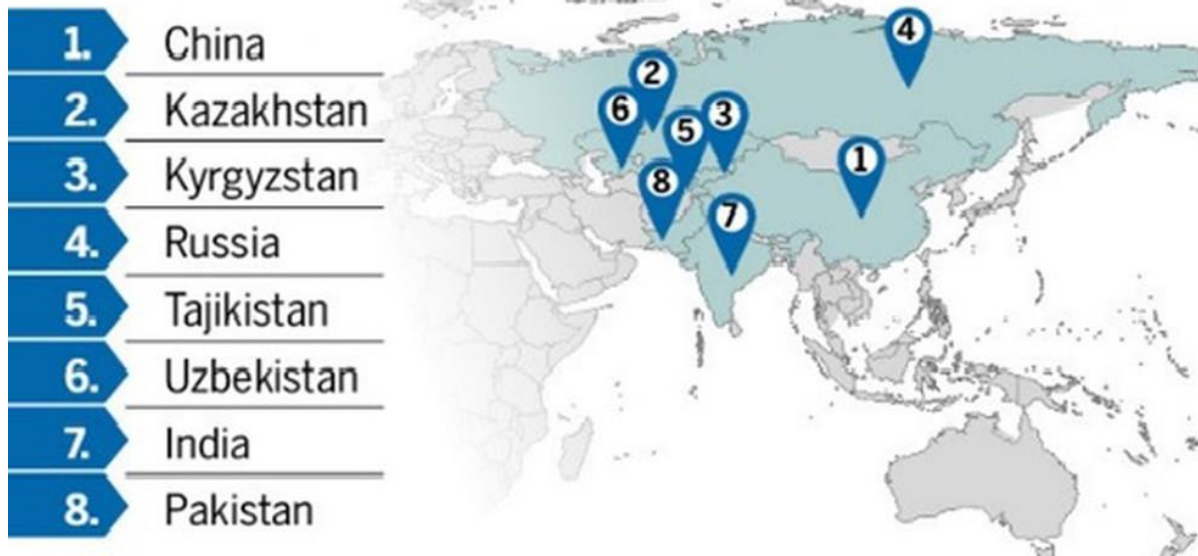 1. China
2. Kazakhstan
3. Kyrgyzstan
4. Russia
5. Tajikistan
6. Uzbekistan
7. India
8. Pakistan
4
2
6
3
5
1
8
7